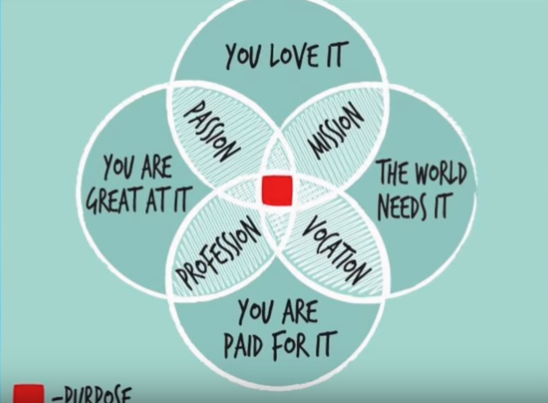 YOU LOVE IT
PASSION
MISSION
YOU ARE
GREAT AT IT
THE WORLD
NEEDS IT
PROFESSION
VOCATION
YOU ARE
PAID FOR IT
-PURPOSE